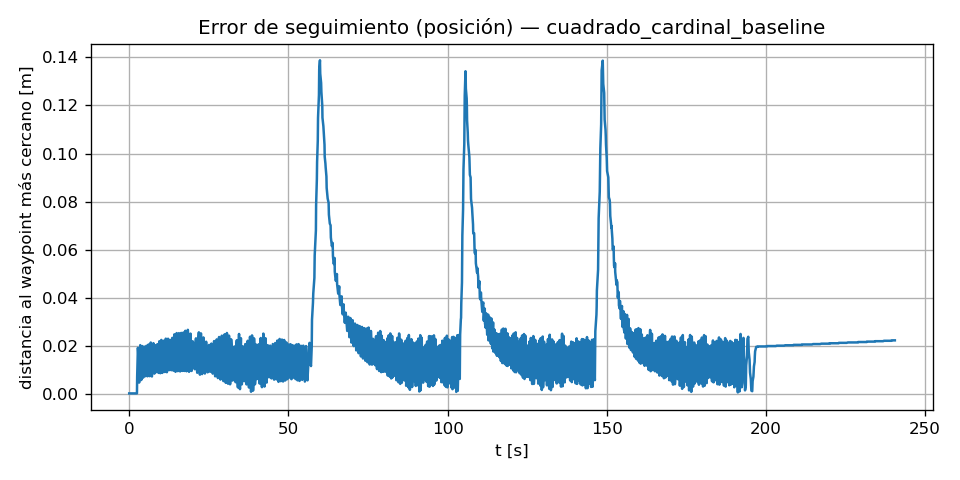 Error de seguimiento (posición) — cuadrado_cardinal_baseline
distancia al waypoint más cercano [m]
0.14
0.12
0.10
0.08
0.06
0.04
0.02
0.00
0 50 100 150 200 250
t [s]